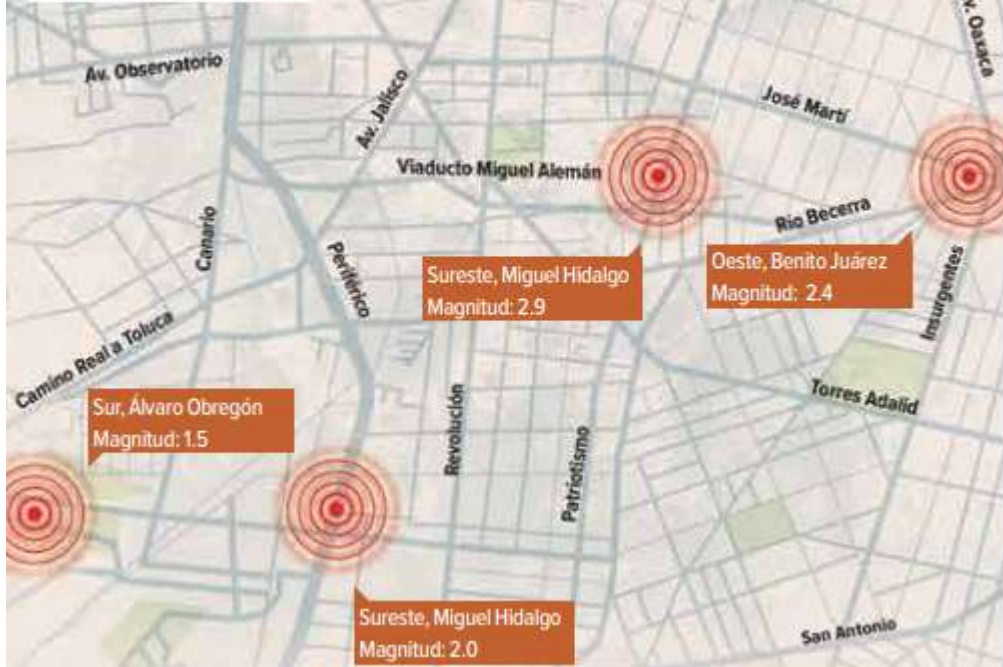 v. Oaxaca
Av. Observatorio
José Martí
Av. Jalisco
Viaducto Miguel Alemán
Rio Becerra
Canario
Periférico
Sureste, Miguel Hidalgo
Magnitud: 2.9
Oeste, Benito Juárez
Magnitud: 2.4
Insurgentes
Camino Real a Toluca
Sur, Álvaro Obregón
Magnitud: 1.5
Torres Adalid
Revolución
Patriotismo
Sureste, Miguel Hidalgo
Magnitud: 2.0
San Antonio